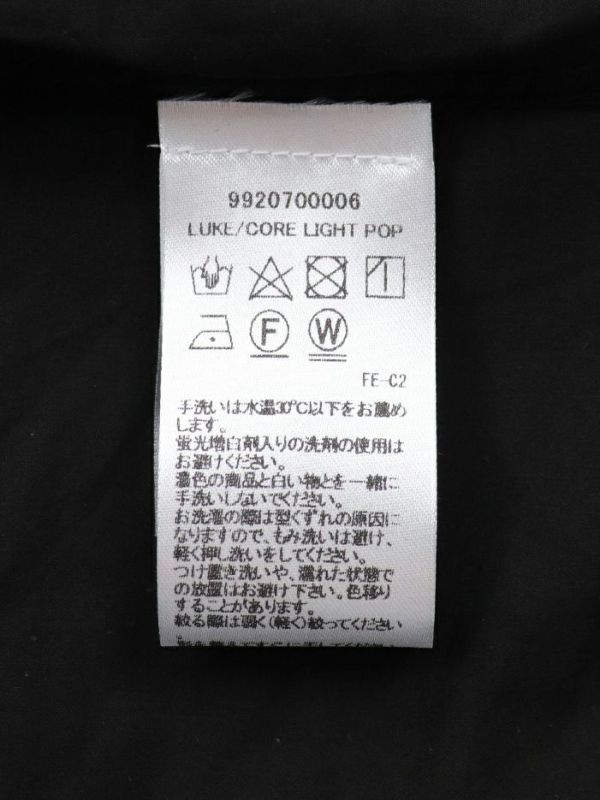 9920700006
LUKE/CORE LIGHT POP
F W
FE-C2
手洗いは水温30℃以下をお薦め
します。
蛍光増白剤入りの洗剤の使用は
お避けください。
濃色の商品と白い物とを一緒に
手洗いしないでください。
お洗濯の際は型くずれの原因に
なりますので、もみ洗いは避け、
軽く押し洗いをしてください。
つけ置き洗いや、濡れた状態で
の放置はお避け下さい。色移り
することがあります。
絞る際は弱く(軽く)絞ってください
。